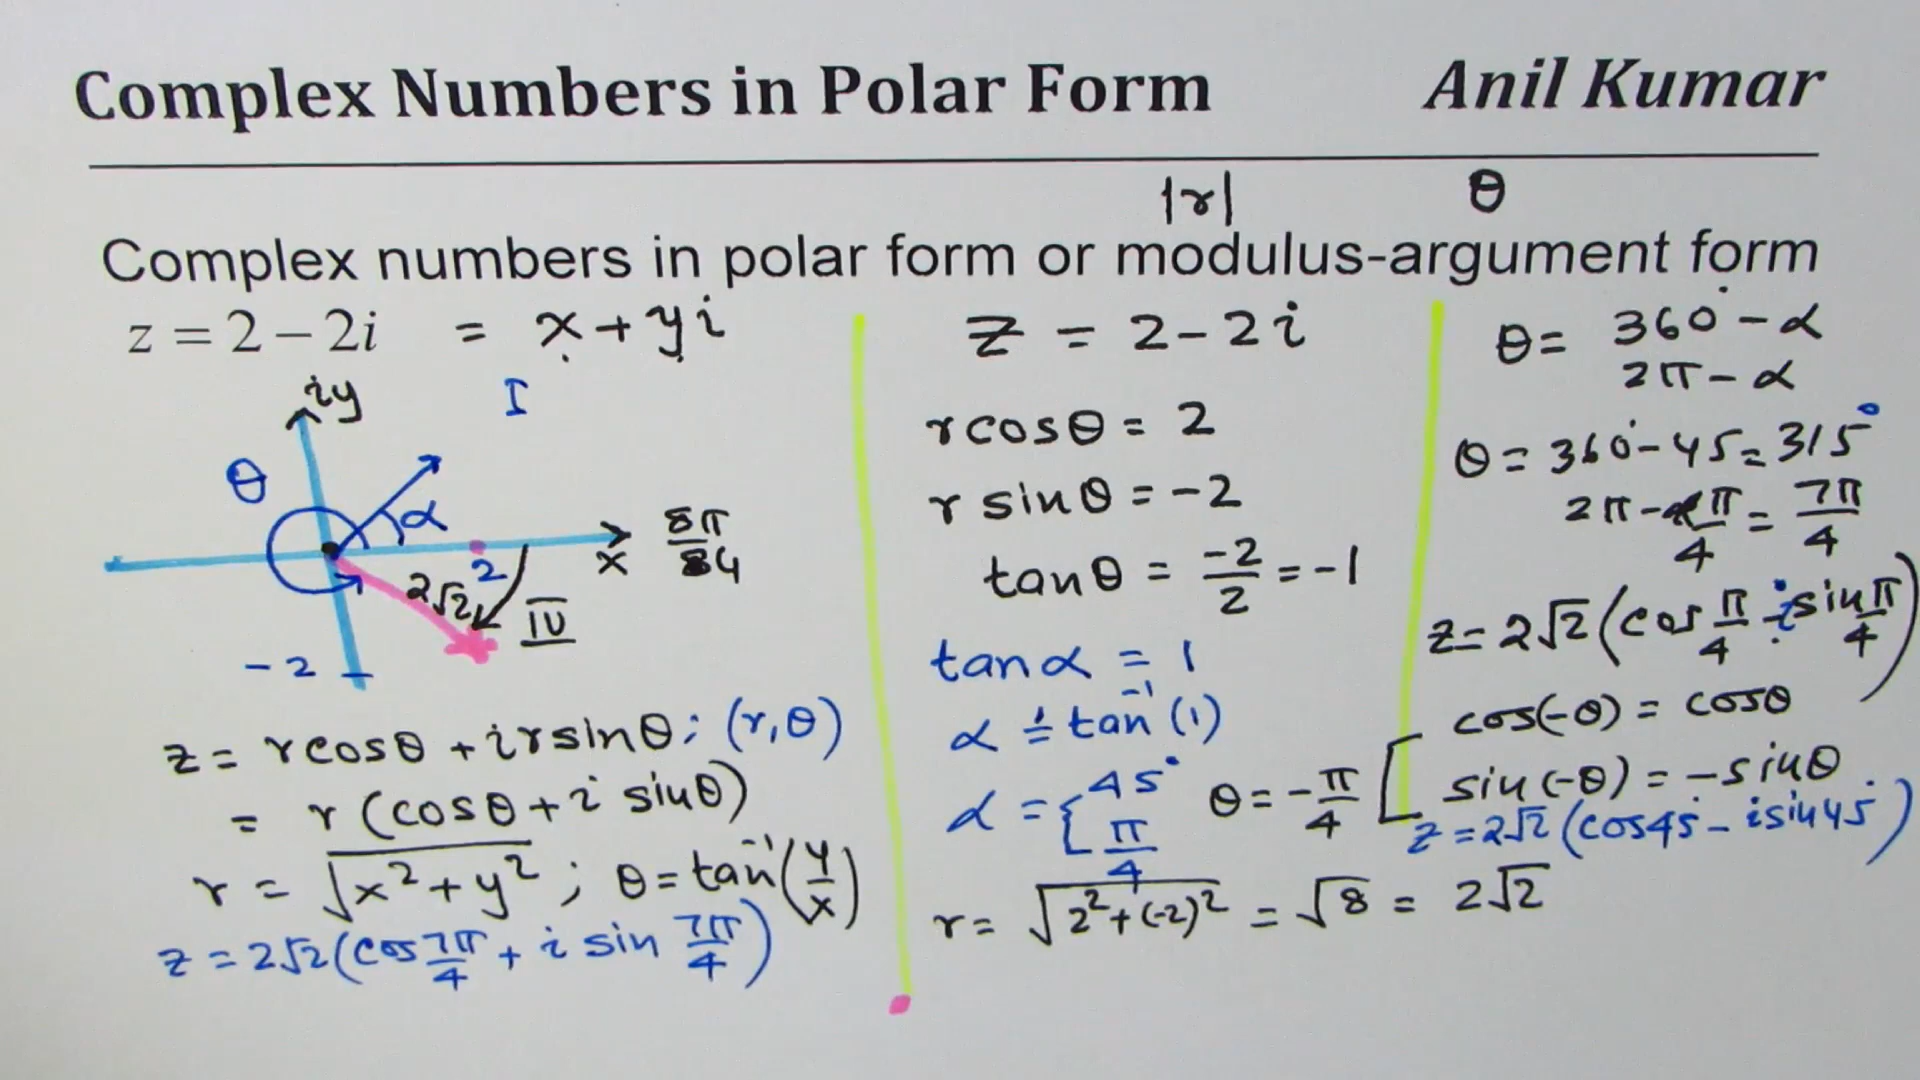 Complex Numbers in Polar Form Anil Kumar
|r| θ
Complex numbers in polar form or modulus-argument form
z = 2 − 2i = x + yi
iy I
θ
α
x
2
2√2
IV
−2
z = r cosθ + i r sinθ ; (r, θ)
= r (cosθ + i sinθ)
r = √(x² + y²) ; θ = tan⁻¹(y/x)
z = 2√2 (cos 7π/4 + i sin 7π/4)
z = 2 − 2i
r cosθ = 2
r sinθ = −2
tanθ = −2/2 = −1
tanα = 1
α = tan⁻¹(1)
α = { 45° π/4 θ = −π/4
r = √(2² + (−2)²) = √8 = 2√2
θ = 360° − α
2π − α
θ = 360° − 45 = 315°
2π − π/4 = 7π/4
z = 2√2 (cos π/4 − i sin π/4)
cos(−θ) = cosθ
sin(−θ) = −sinθ
z = 2√2 (cos45° − i sin45°)